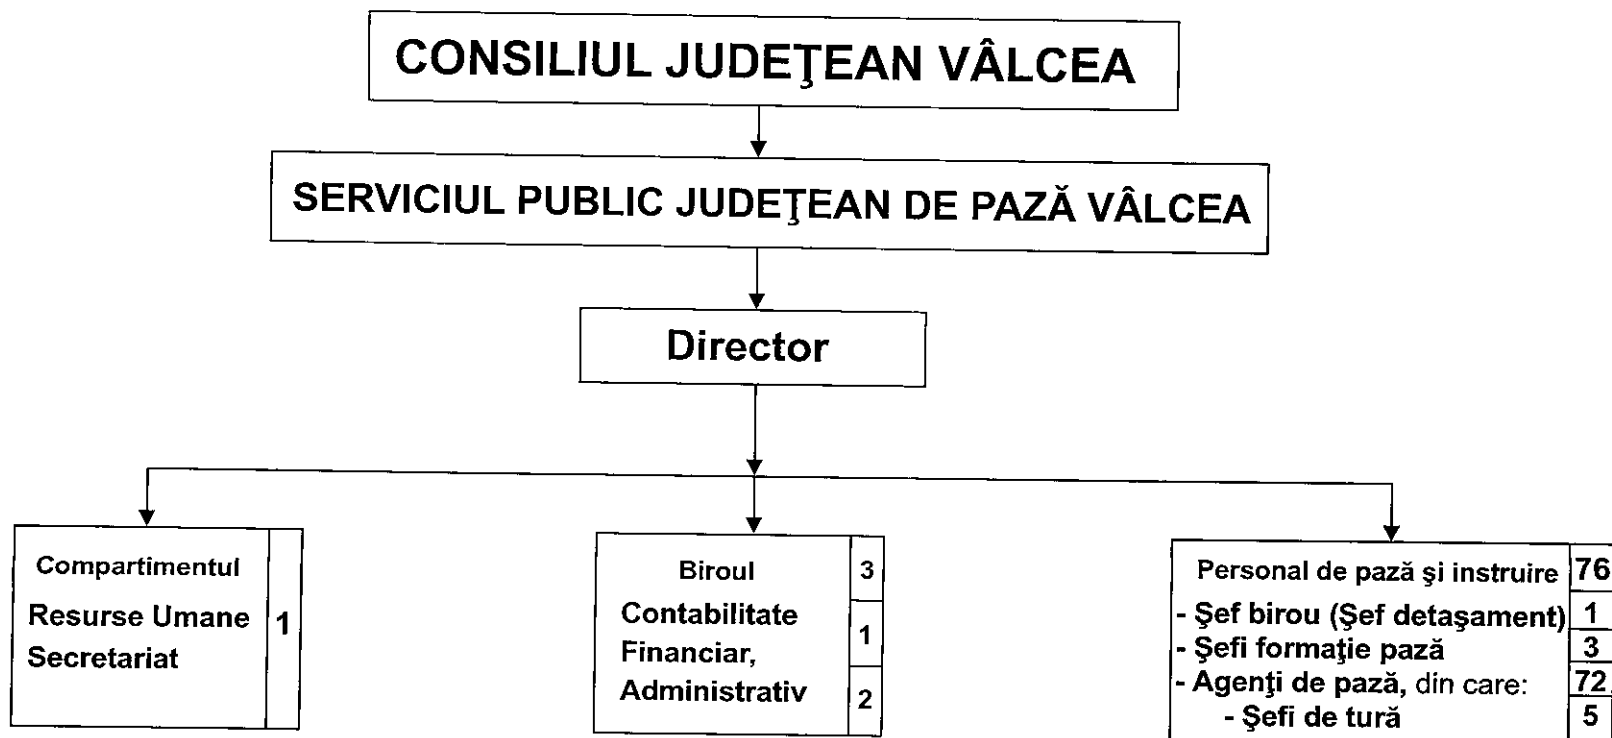 CONSILIUL JUDEŢEAN VÂLCEA
SERVICIUL PUBLIC JUDEŢEAN DE PAZĂ VÂLCEA
Director
Compartimentul
Resurse Umane
Secretariat
1
Biroul
Contabilitate
Financiar,
Administrativ
3
1
2
Personal de pază şi instruire 76
- Şef birou (Şef detaşament) 1
- Şefi formaţie pază 3
- Agenţi de pază, din care: 72
- Şefi de tură 5